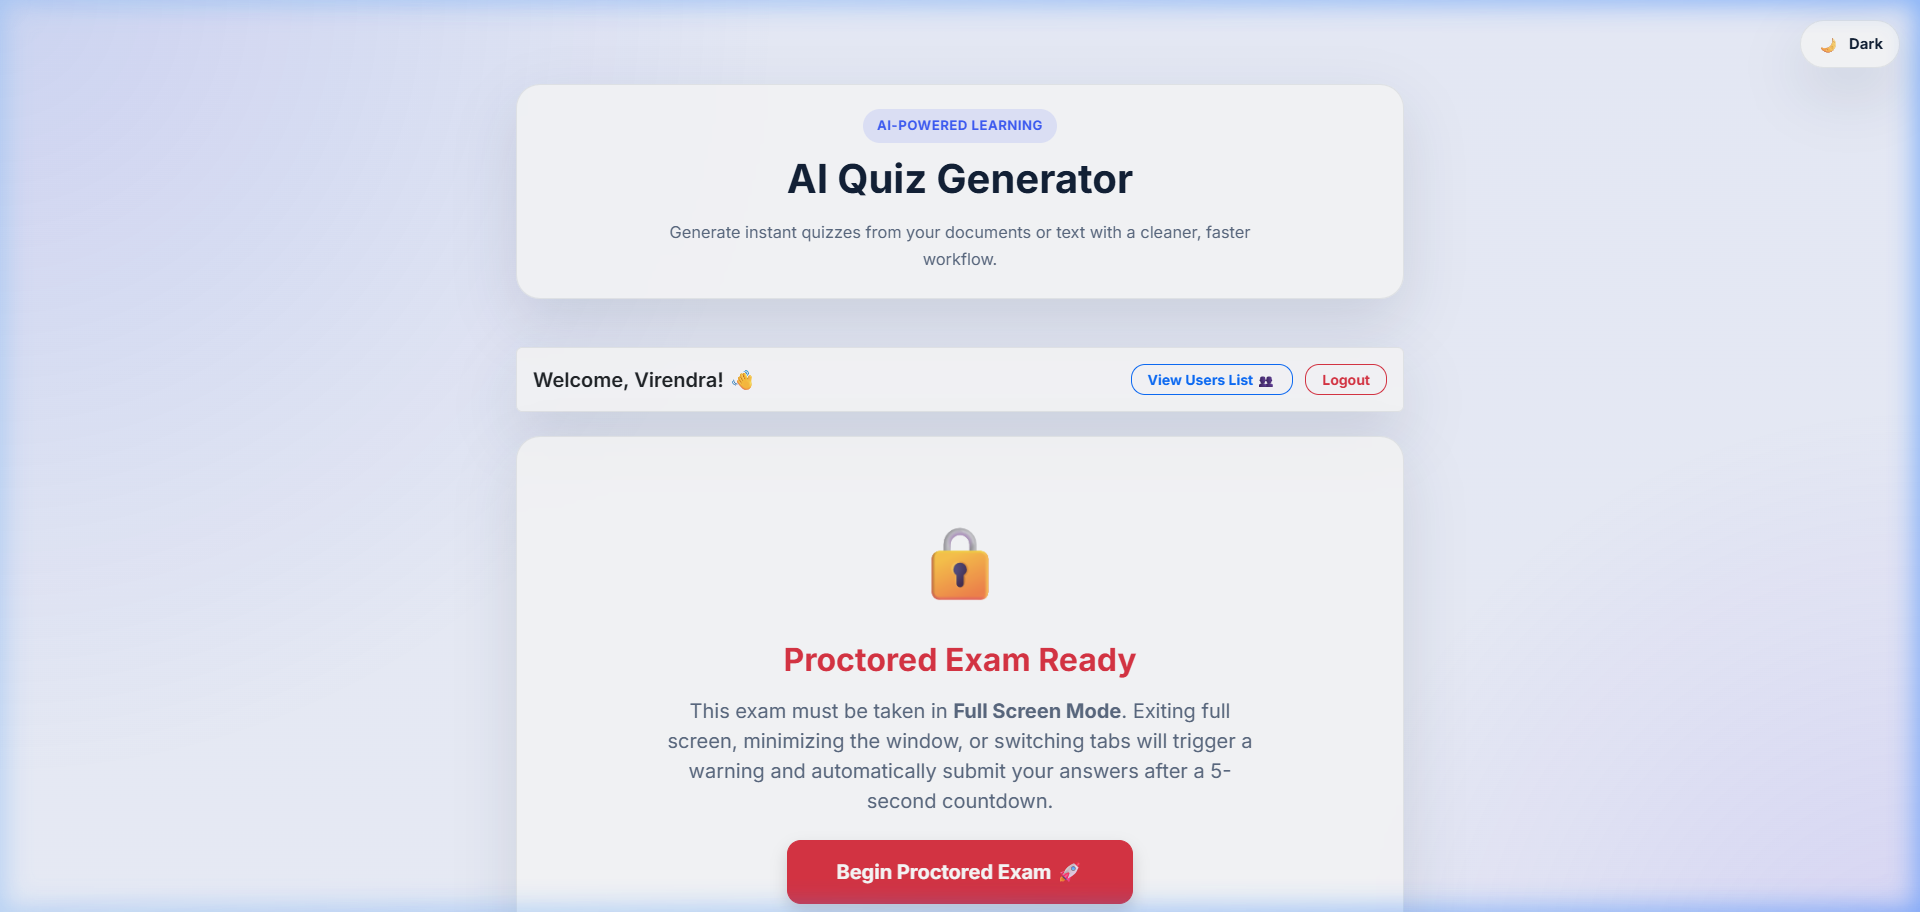 🌙 Dark
AI-POWERED LEARNING
AI Quiz Generator
Generate instant quizzes from your documents or text with a cleaner, faster
workflow.
Welcome, Virendra! 👋
View Users List 👥
Logout
Proctored Exam Ready
This exam must be taken in Full Screen Mode. Exiting full
screen, minimizing the window, or switching tabs will trigger a
warning and automatically submit your answers after a 5-
second countdown.
Begin Proctored Exam 🚀